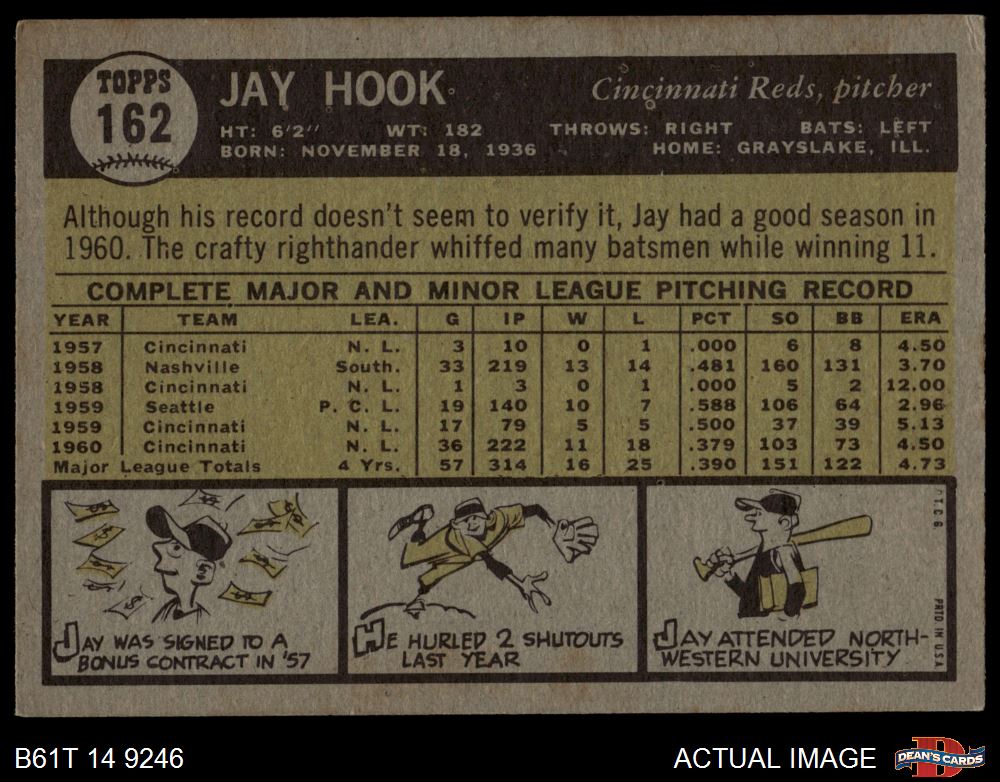 TOPPS
162
JAY HOOK
Cincinnati Reds, pitcher
HT: 6'2" WT: 182 THROWS: RIGHT BATS: LEFT
BORN: NOVEMBER 18, 1936 HOME: GRAYSLAKE, ILL.
Although his record doesn't seem to verify it, Jay had a good season in
1960. The crafty righthander whiffed many batsmen while winning 11.
COMPLETE MAJOR AND MINOR LEAGUE PITCHING RECORD
YEAR TEAM LEA. G IP W L PCT SO BB ERA
1957 Cincinnati N. L. 3 10 0 1 .000 6 8 4.50
1958 Nashville South. 33 219 13 14 .481 160 131 3.70
1958 Cincinnati N. L. 1 3 0 1 .000 5 2 12.00
1959 Seattle P. C. L. 19 140 10 7 .588 106 64 2.96
1959 Cincinnati N. L. 17 79 5 5 .500 37 39 5.13
1960 Cincinnati N. L. 36 222 11 18 .379 103 73 4.50
Major League Totals 4 Yrs. 57 314 16 25 .390 151 122 4.73
JAY WAS SIGNED TO A
BONUS CONTRACT IN '57
HE HURLED 2 SHUTOUTS
LAST YEAR
JAY ATTENDED NORTH-
WESTERN UNIVERSITY
T.C.G.
PRTD IN USA
B61T 14 9246
ACTUAL IMAGE
D
DEAN'S CARDS